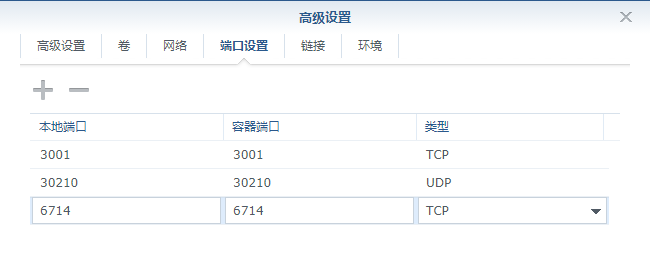 高级设置
高级设置 卷 网络 端口设置 链接 环境
本地端口 容器端口 类型
3001 3001 TCP
30210 30210 UDP
6714 6714 TCP